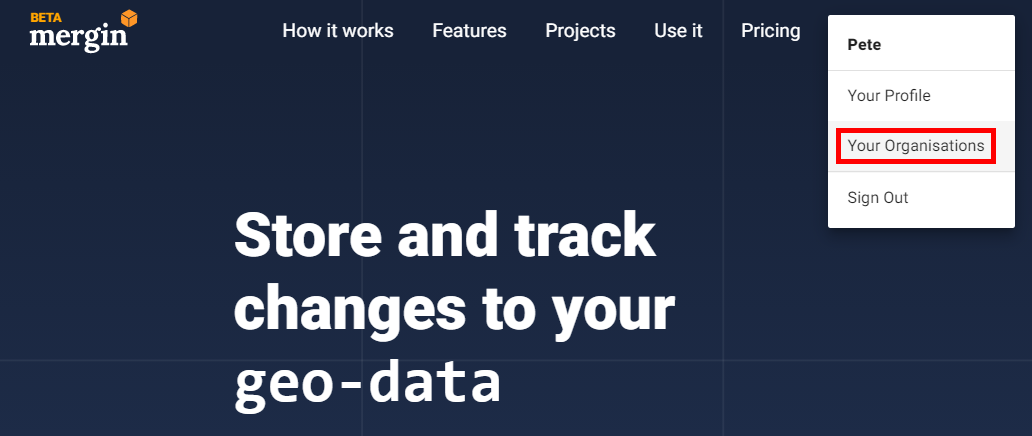 BETA
mergin
How it works Features Projects Use it Pricing
Pete
Your Profile
Your Organisations
Sign Out
Store and track
changes to your
geo-data